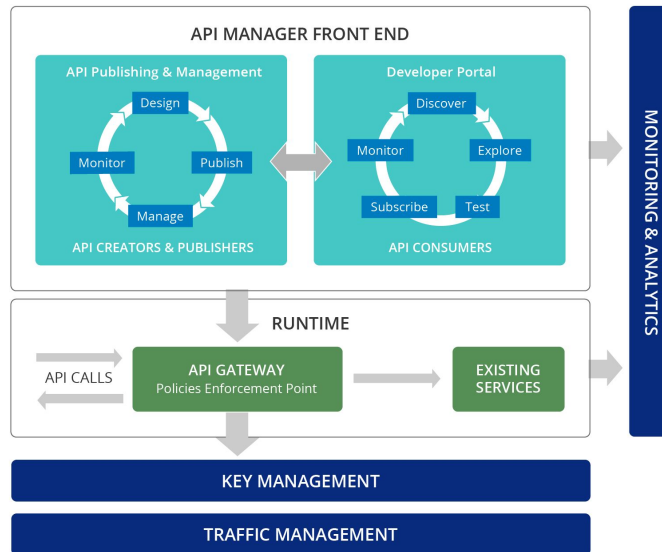 API MANAGER FRONT END
API Publishing & Management
Design
Monitor
Publish
Manage
API CREATORS & PUBLISHERS
Developer Portal
Discover
Monitor
Explore
Subscribe
Test
API CONSUMERS
RUNTIME
API CALLS
API GATEWAY
Policies Enforcement Point
EXISTING
SERVICES
KEY MANAGEMENT
TRAFFIC MANAGEMENT
MONITORING & ANALYTICS